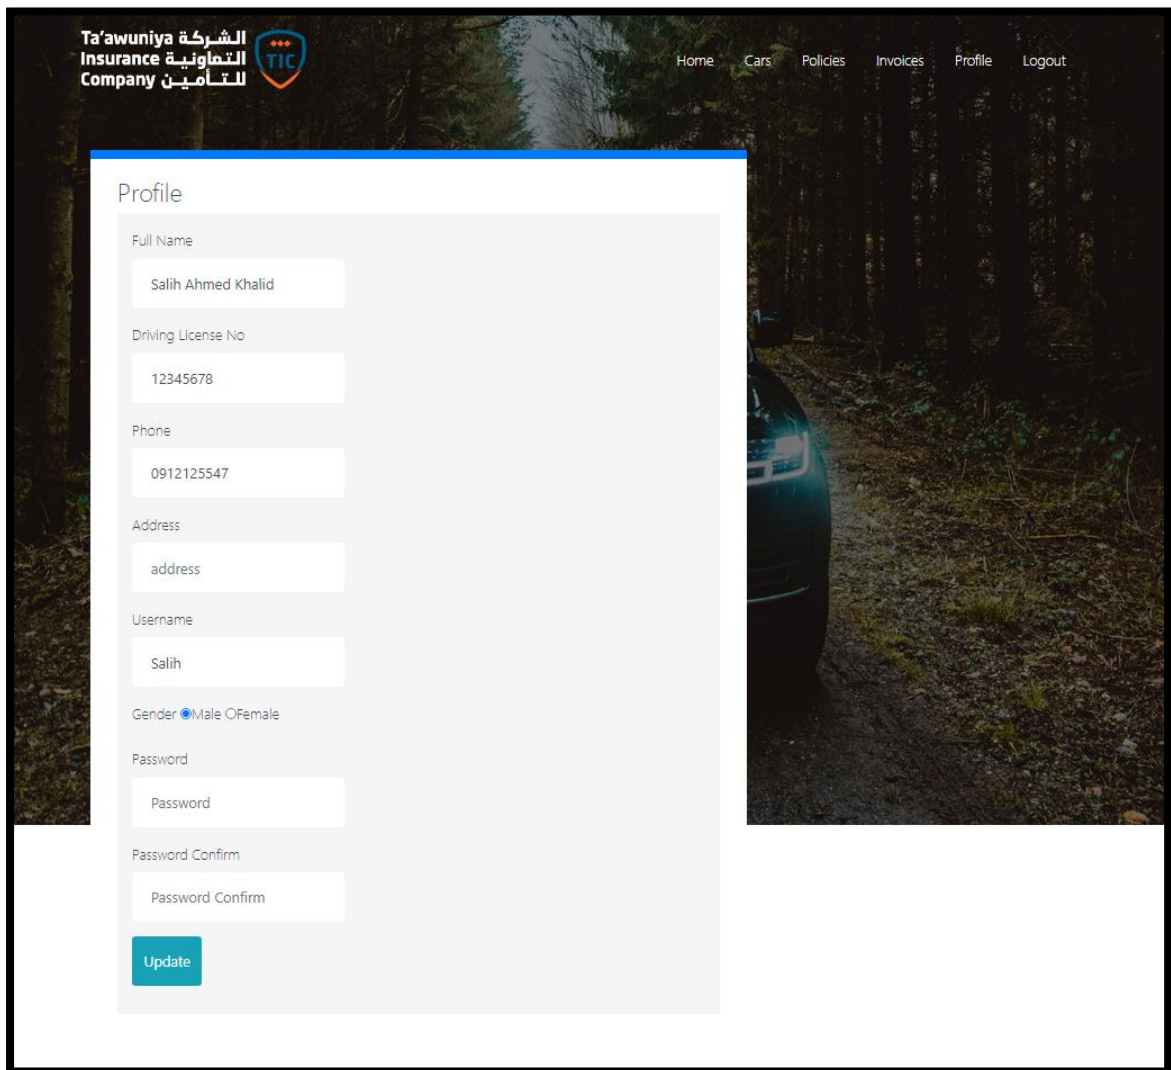 Ta'awuniya الشركة
Insurance التعاونية
Company للتأمين
TIC
Home Cars Policies Invoices Profile Logout
Profile
Full Name
Salih Ahmed Khalid
Driving License No
12345678
Phone
0912125547
Address
address
Username
Salih
Gender Male Female
Password
Password
Password Confirm
Password Confirm
Update